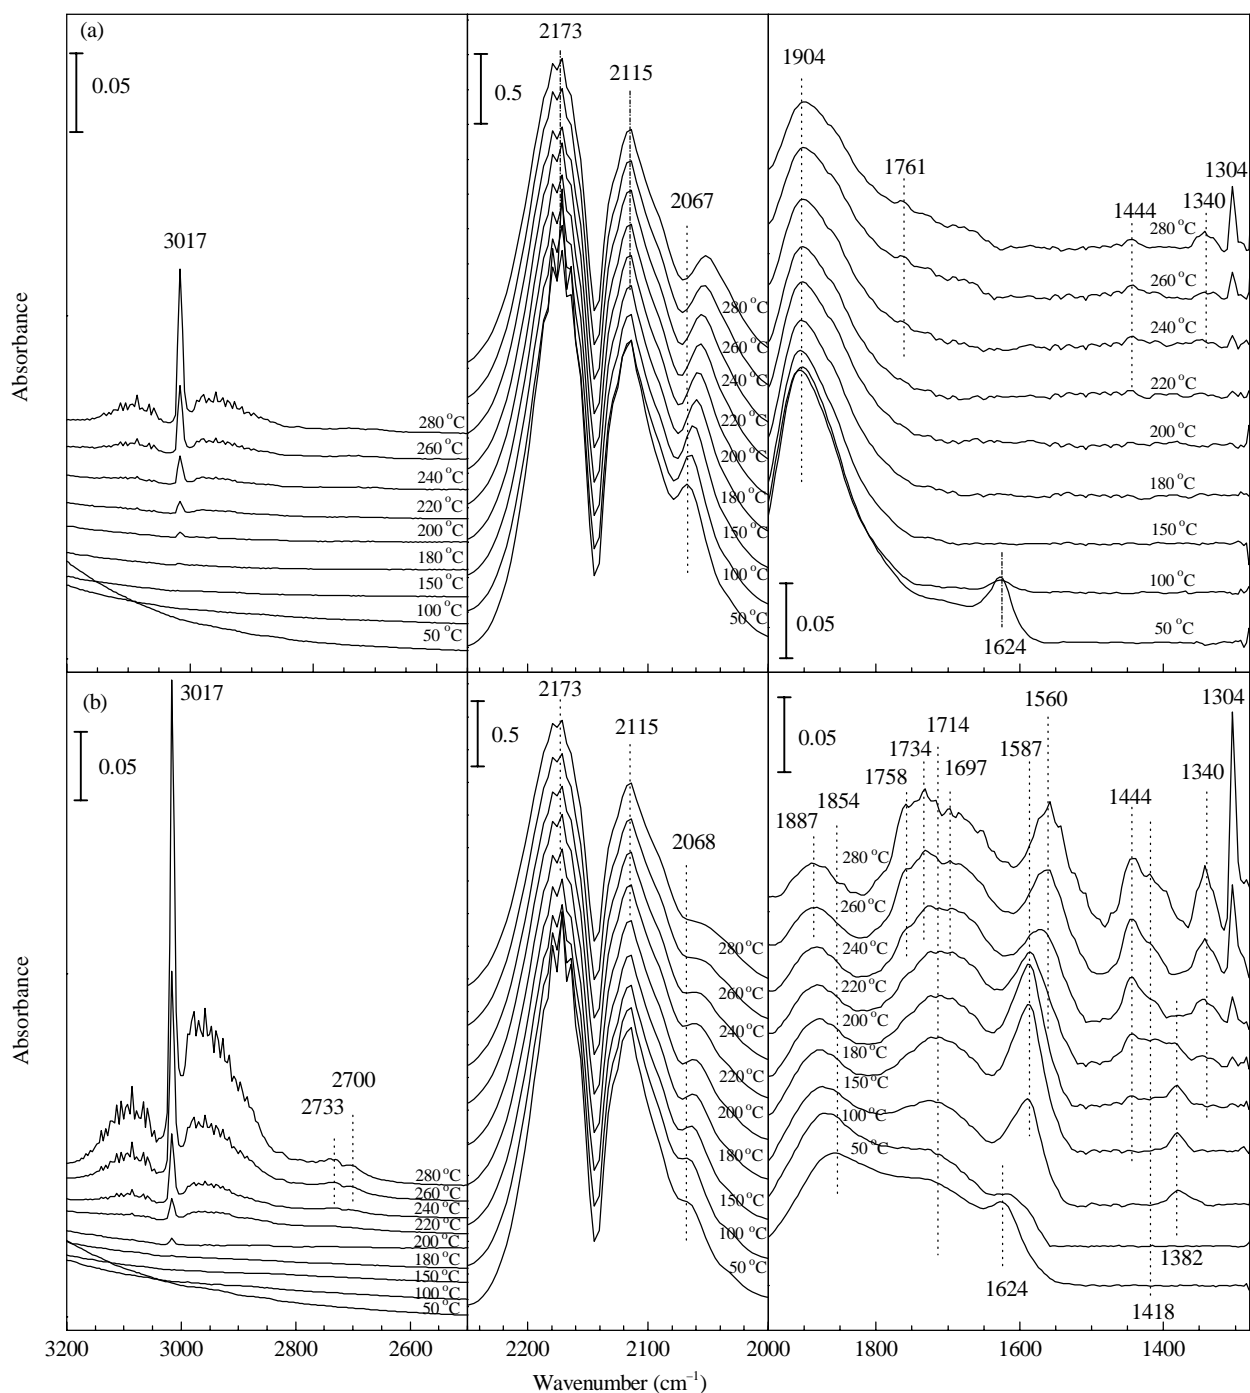 (a)
0.05
3017
280 °C
260 °C
240 °C
220 °C
200 °C
180 °C
150 °C
100 °C
50 °C
2173
0.5
2115
2067
280 °C
260 °C
240 °C
220 °C
200 °C
180 °C
150 °C
100 °C
50 °C
1904
1761
1444
1340
1304
280 °C
260 °C
240 °C
220 °C
200 °C
180 °C
150 °C
100 °C
50 °C
0.05
1624
Absorbance
(b)
3017
0.05
2733
2700
280 °C
260 °C
240 °C
220 °C
200 °C
180 °C
150 °C
100 °C
50 °C
2173
0.5
2115
2068
280 °C
260 °C
240 °C
220 °C
200 °C
180 °C
150 °C
100 °C
50 °C
0.05
1887
1854
1758
1734
1714
1697
1587
1560
1444
1340
1304
280 °C
260 °C
240 °C
220 °C
200 °C
180 °C
150 °C
100 °C
50 °C
1624
1382
1418
Absorbance
3200 3000 2800 2600 2200 2100 2000 1800 1600 1400
Wavenumber (cm⁻¹)